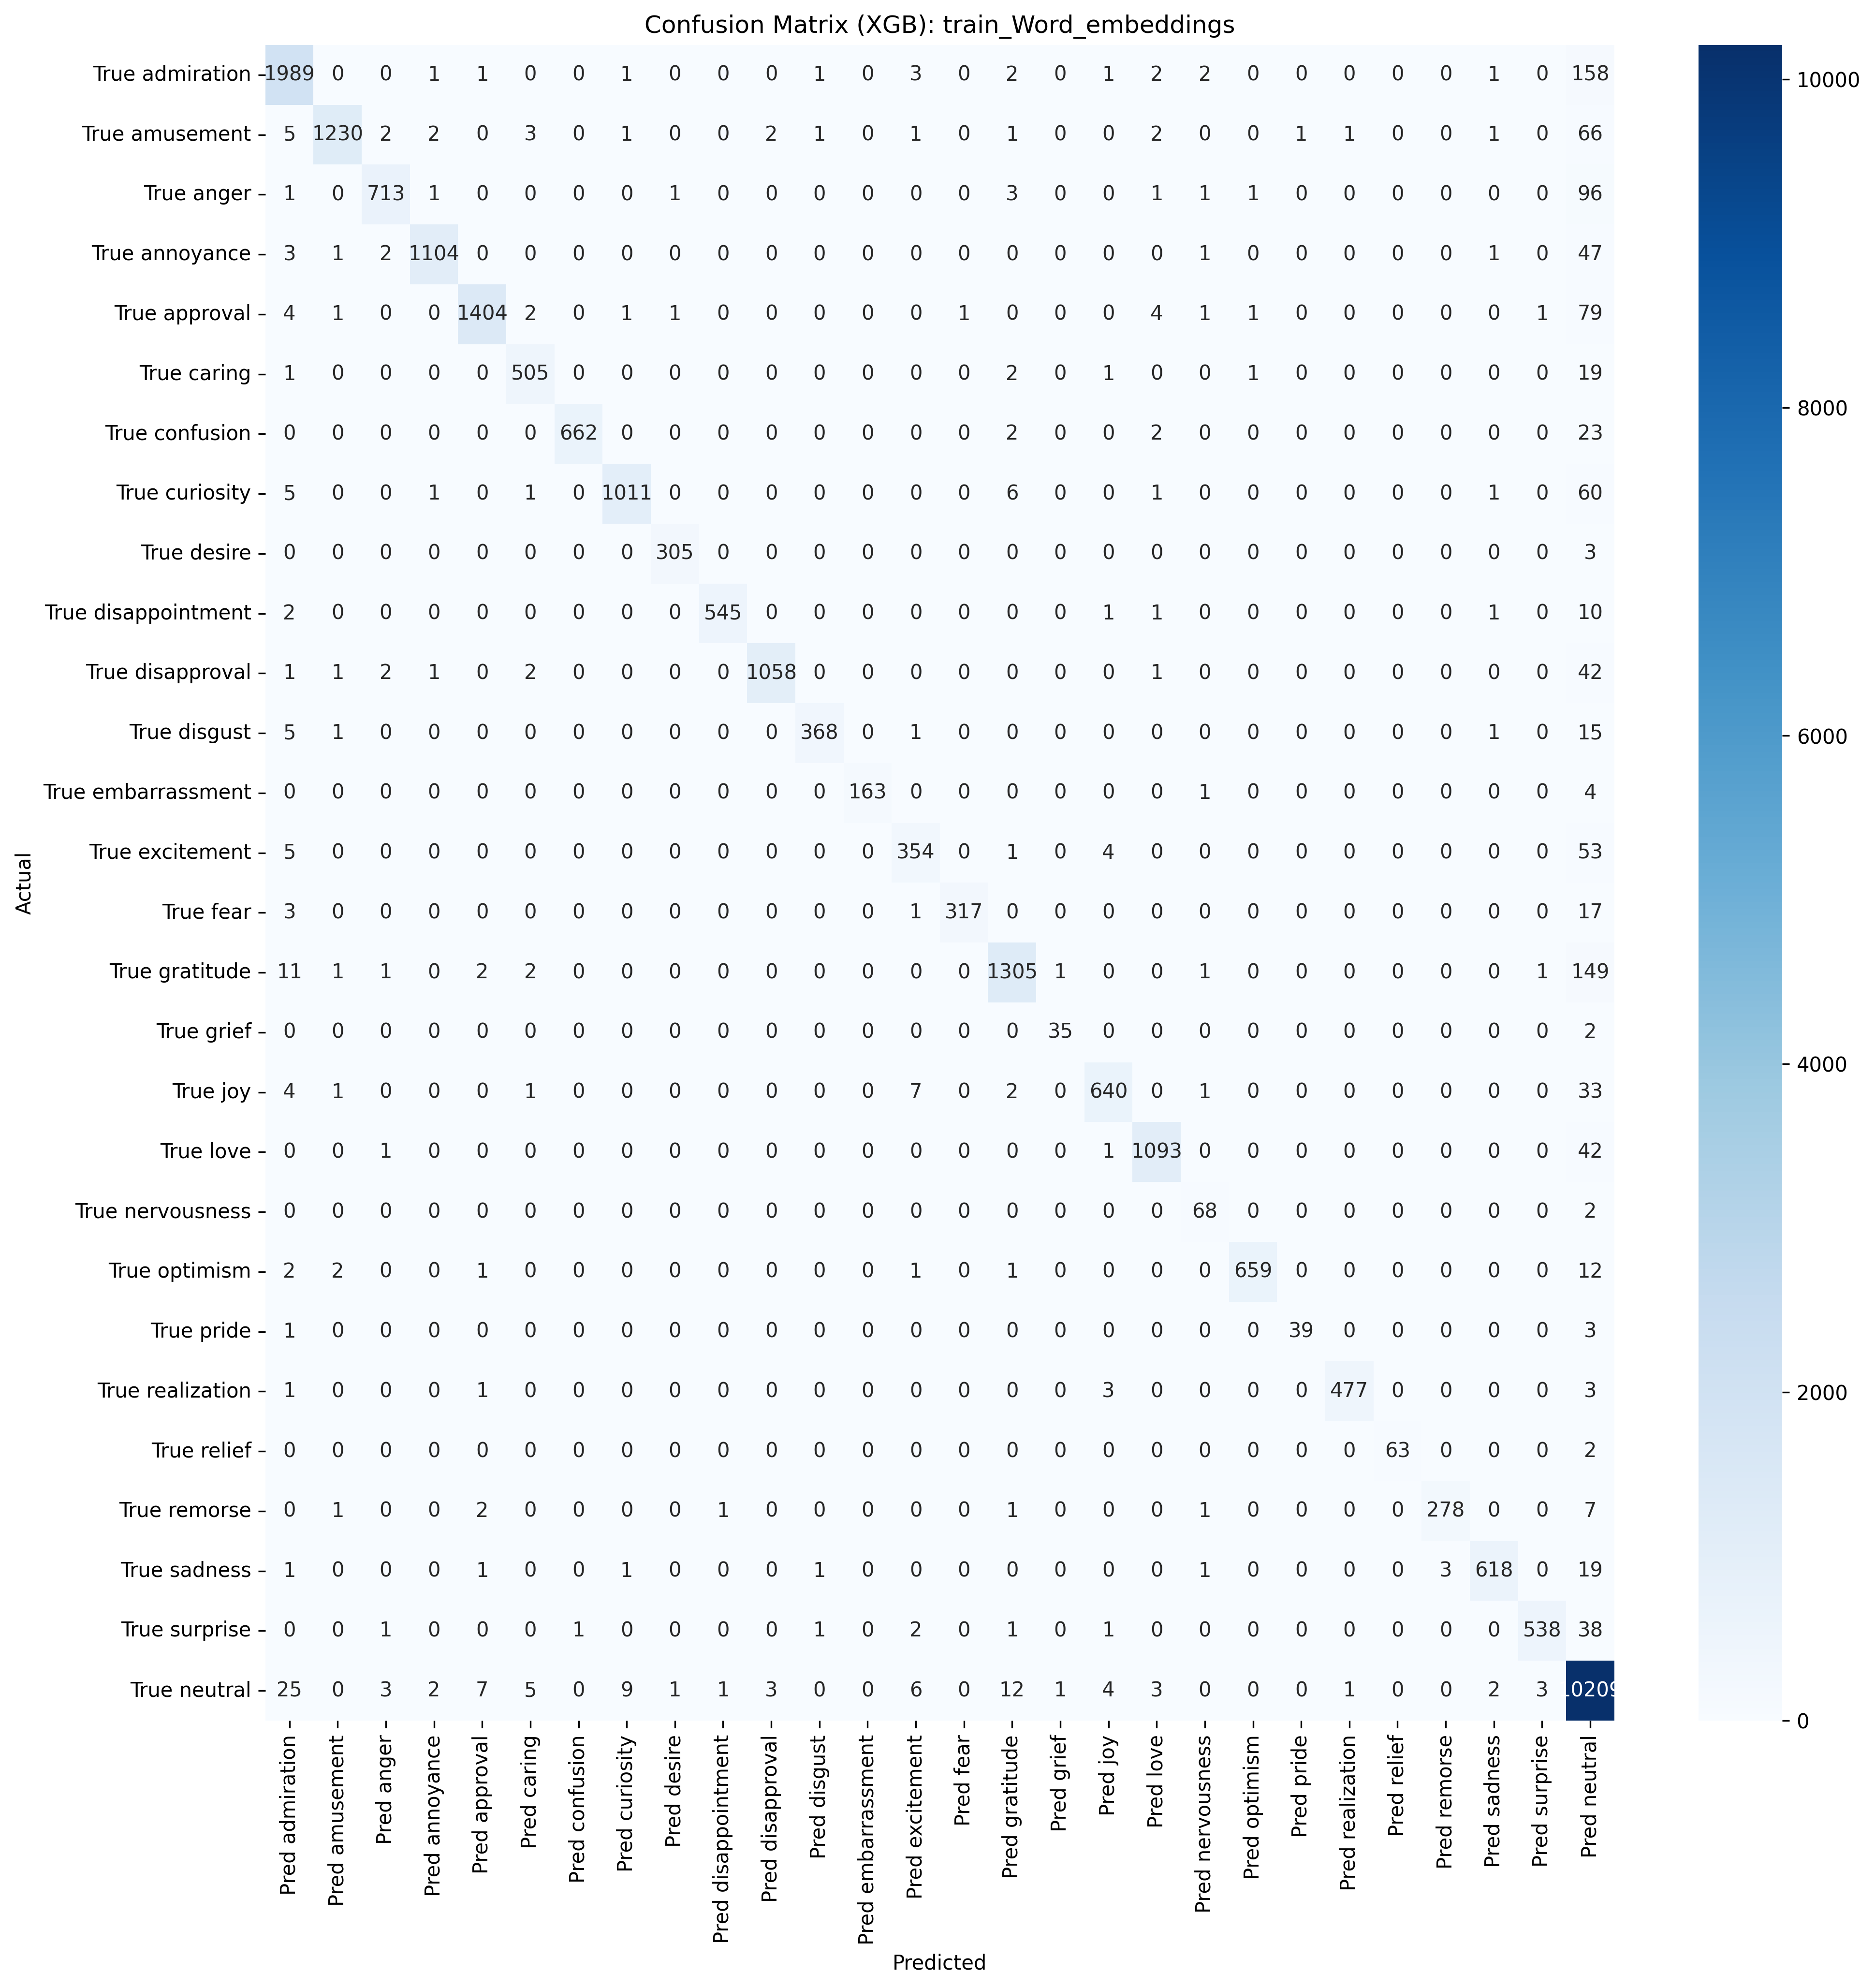 Confusion Matrix (XGB): train_Word_embeddings
True admiration 1989 0 0 1 1 0 0 1 0 0 0 1 0 3 0 2 0 1 2 2 0 0 0 0 0 1 0 158
True amusement 5 1230 2 2 0 3 0 1 0 0 2 1 0 1 0 1 0 0 2 0 0 1 1 0 0 1 0 66
True anger 1 0 713 1 0 0 0 0 1 0 0 0 0 0 0 3 0 0 1 1 1 0 0 0 0 0 0 96
True annoyance 3 1 2 1104 0 0 0 0 0 0 0 0 0 0 0 0 0 0 0 1 0 0 0 0 0 1 0 47
True approval 4 1 0 0 1404 2 0 1 1 0 0 0 0 0 1 0 0 0 4 1 1 0 0 0 0 0 1 79
True caring 1 0 0 0 0 505 0 0 0 0 0 0 0 0 0 2 0 1 0 0 1 0 0 0 0 0 0 19
True confusion 0 0 0 0 0 0 662 0 0 0 0 0 0 0 0 2 0 0 2 0 0 0 0 0 0 0 0 23
True curiosity 5 0 0 1 0 1 0 1011 0 0 0 0 0 0 0 6 0 0 1 0 0 0 0 0 0 1 0 60
True desire 0 0 0 0 0 0 0 0 305 0 0 0 0 0 0 0 0 0 0 0 0 0 0 0 0 0 0 3
True disappointment 2 0 0 0 0 0 0 0 0 545 0 0 0 0 0 0 0 1 1 0 0 0 0 0 0 1 0 10
True disapproval 1 1 2 1 0 2 0 0 0 0 1058 0 0 0 0 0 0 0 1 0 0 0 0 0 0 0 0 42
True disgust 5 1 0 0 0 0 0 0 0 0 0 368 0 1 0 0 0 0 0 0 0 0 0 0 0 1 0 15
True embarrassment 0 0 0 0 0 0 0 0 0 0 0 0 163 0 0 0 0 0 0 1 0 0 0 0 0 0 0 4
True excitement 5 0 0 0 0 0 0 0 0 0 0 0 0 354 0 1 0 4 0 0 0 0 0 0 0 0 0 53
True fear 3 0 0 0 0 0 0 0 0 0 0 0 0 1 317 0 0 0 0 0 0 0 0 0 0 0 0 17
True gratitude 11 1 1 0 2 2 0 0 0 0 0 0 0 0 0 1305 1 0 0 1 0 0 0 0 0 0 1 149
True grief 0 0 0 0 0 0 0 0 0 0 0 0 0 0 0 0 35 0 0 0 0 0 0 0 0 0 0 2
True joy 4 1 0 0 0 1 0 0 0 0 0 0 0 7 0 2 0 640 0 1 0 0 0 0 0 0 0 33
True love 0 0 1 0 0 0 0 0 0 0 0 0 0 0 0 0 0 1 1093 0 0 0 0 0 0 0 0 42
True nervousness 0 0 0 0 0 0 0 0 0 0 0 0 0 0 0 0 0 0 0 68 0 0 0 0 0 0 0 2
True optimism 2 2 0 0 1 0 0 0 0 0 0 0 0 1 0 1 0 0 0 0 659 0 0 0 0 0 0 12
True pride 1 0 0 0 0 0 0 0 0 0 0 0 0 0 0 0 0 0 0 0 0 39 0 0 0 0 0 3
True realization 1 0 0 0 1 0 0 0 0 0 0 0 0 0 0 0 0 3 0 0 0 0 477 0 0 0 0 3
True relief 0 0 0 0 0 0 0 0 0 0 0 0 0 0 0 0 0 0 0 0 0 0 0 63 0 0 0 2
True remorse 0 1 0 0 2 0 0 0 0 1 0 0 0 0 0 1 0 0 0 1 0 0 0 0 278 0 0 7
True sadness 1 0 0 0 1 0 0 1 0 0 0 1 0 0 0 0 0 0 0 1 0 0 0 0 3 618 0 19
True surprise 0 0 1 0 0 0 1 0 0 0 0 1 0 2 0 1 0 1 0 0 0 0 0 0 0 0 538 38
True neutral 25 0 3 2 7 5 0 9 1 1 3 0 0 6 0 12 1 4 3 0 0 0 1 0 0 2 3 10209
Pred admiration
Pred amusement
Pred anger
Pred annoyance
Pred approval
Pred caring
Pred confusion
Pred curiosity
Pred desire
Pred disappointment
Pred disapproval
Pred disgust
Pred embarrassment
Pred excitement
Pred fear
Pred gratitude
Pred grief
Pred joy
Pred love
Pred nervousness
Pred optimism
Pred pride
Pred realization
Pred relief
Pred remorse
Pred sadness
Pred surprise
Pred neutral
Predicted
Actual
10000
8000
6000
4000
2000
0